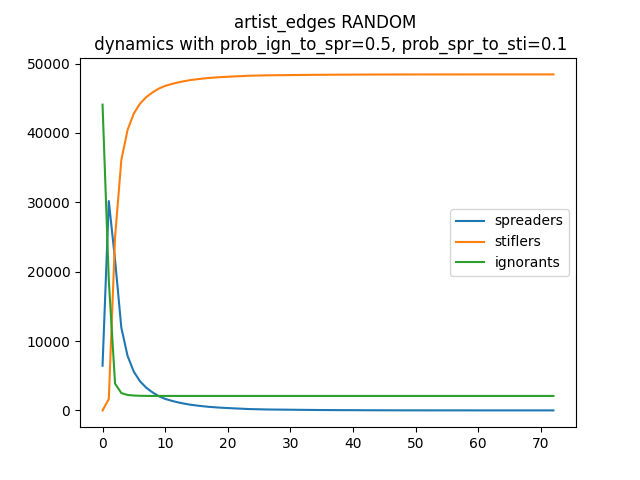 artist_edges RANDOM
dynamics with prob_ign_to_spr=0.5, prob_spr_to_sti=0.1
50000
40000
30000
20000
10000
0
spreaders
stiflers
ignorants
0 10 20 30 40 50 60 70